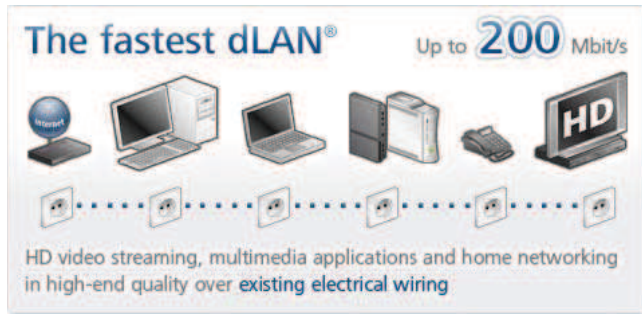 The fastest dLAN®
Up to 200 Mbit/s
Internet
HD
HD video streaming, multimedia applications and home networking
in high-end quality over existing electrical wiring